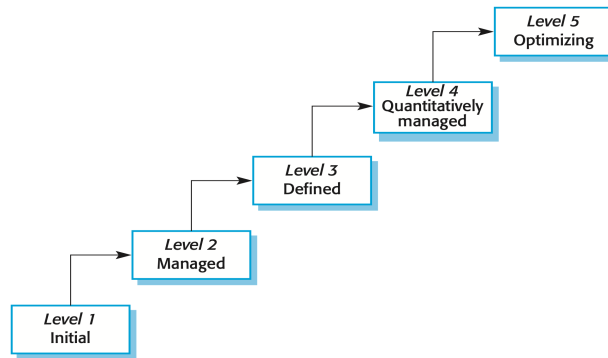 Level 5
Optimizing
Level 4
Quantitatively
managed
Level 3
Defined
Level 2
Managed
Level 1
Initial